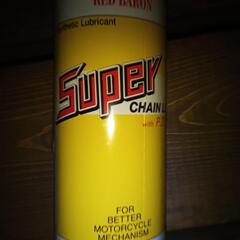 RED BARON
Synthetic Lubricant
Super
CHAIN L
with P.T
FOR
BETTER
MOTORCYCLE
MECHANISM